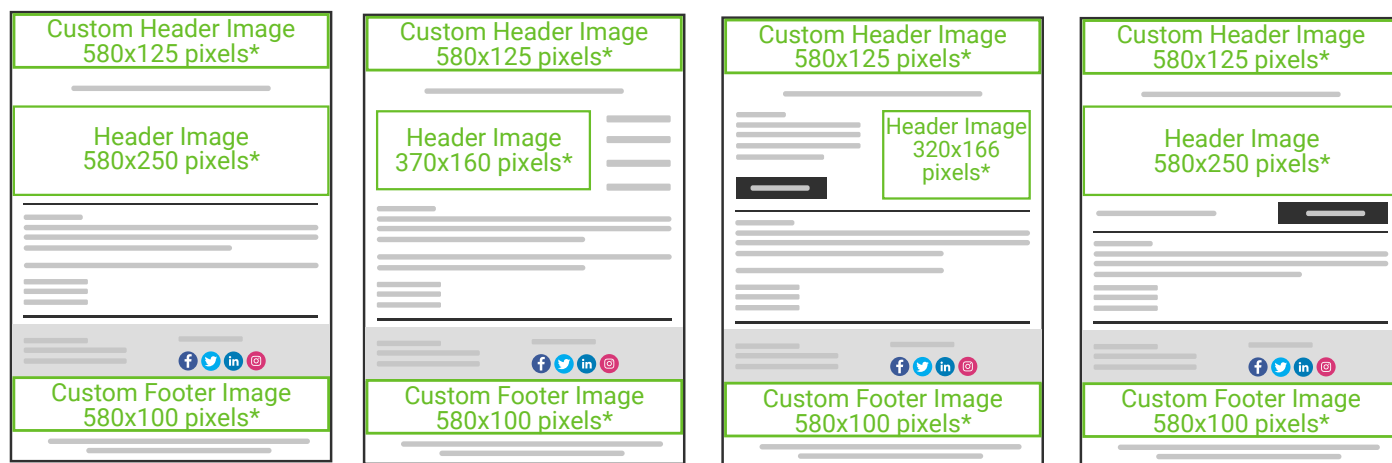 Custom Header Image
580x125 pixels*
Header Image
580x250 pixels*
Custom Footer Image
580x100 pixels*
Custom Header Image
580x125 pixels*
Header Image
370x160 pixels*
Custom Footer Image
580x100 pixels*
Custom Header Image
580x125 pixels*
Header Image
320x166
pixels*
Custom Footer Image
580x100 pixels*
Custom Header Image
580x125 pixels*
Header Image
580x250 pixels*
Custom Footer Image
580x100 pixels*